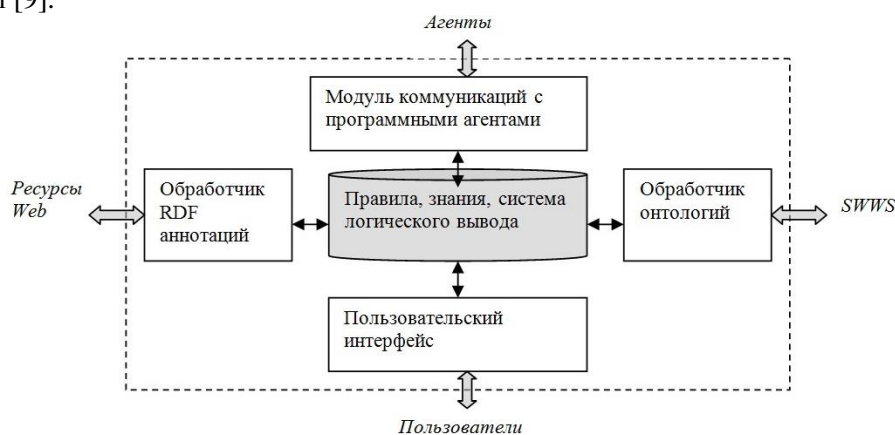 [9].
Агенты
Модуль коммуникаций с
программными агентами
Ресурсы
Web
Обработчик
RDF
аннотаций
Правила, знания, система
логического вывода
Обработчик
онтологий
SWWS
Пользовательский
интерфейс
Пользователи